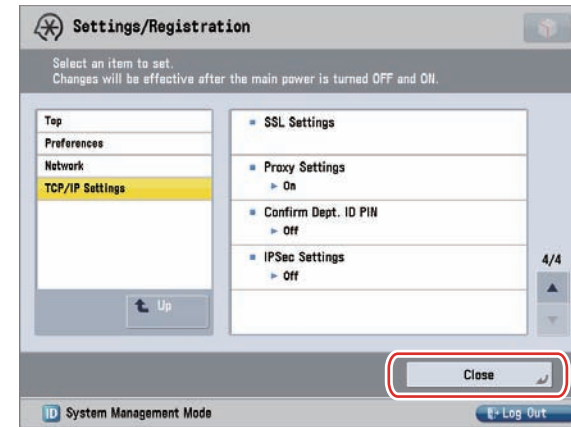 Settings/Registration
Select an item to set.
Changes will be effective after the main power is turned OFF and ON.
Top
Preferences
Network
TCP/IP Settings
Up
SSL Settings
Proxy Settings
On
Confirm Dept. ID PIN
Off
IPSec Settings
Off
4/4
Close
ID System Management Mode
Log Out